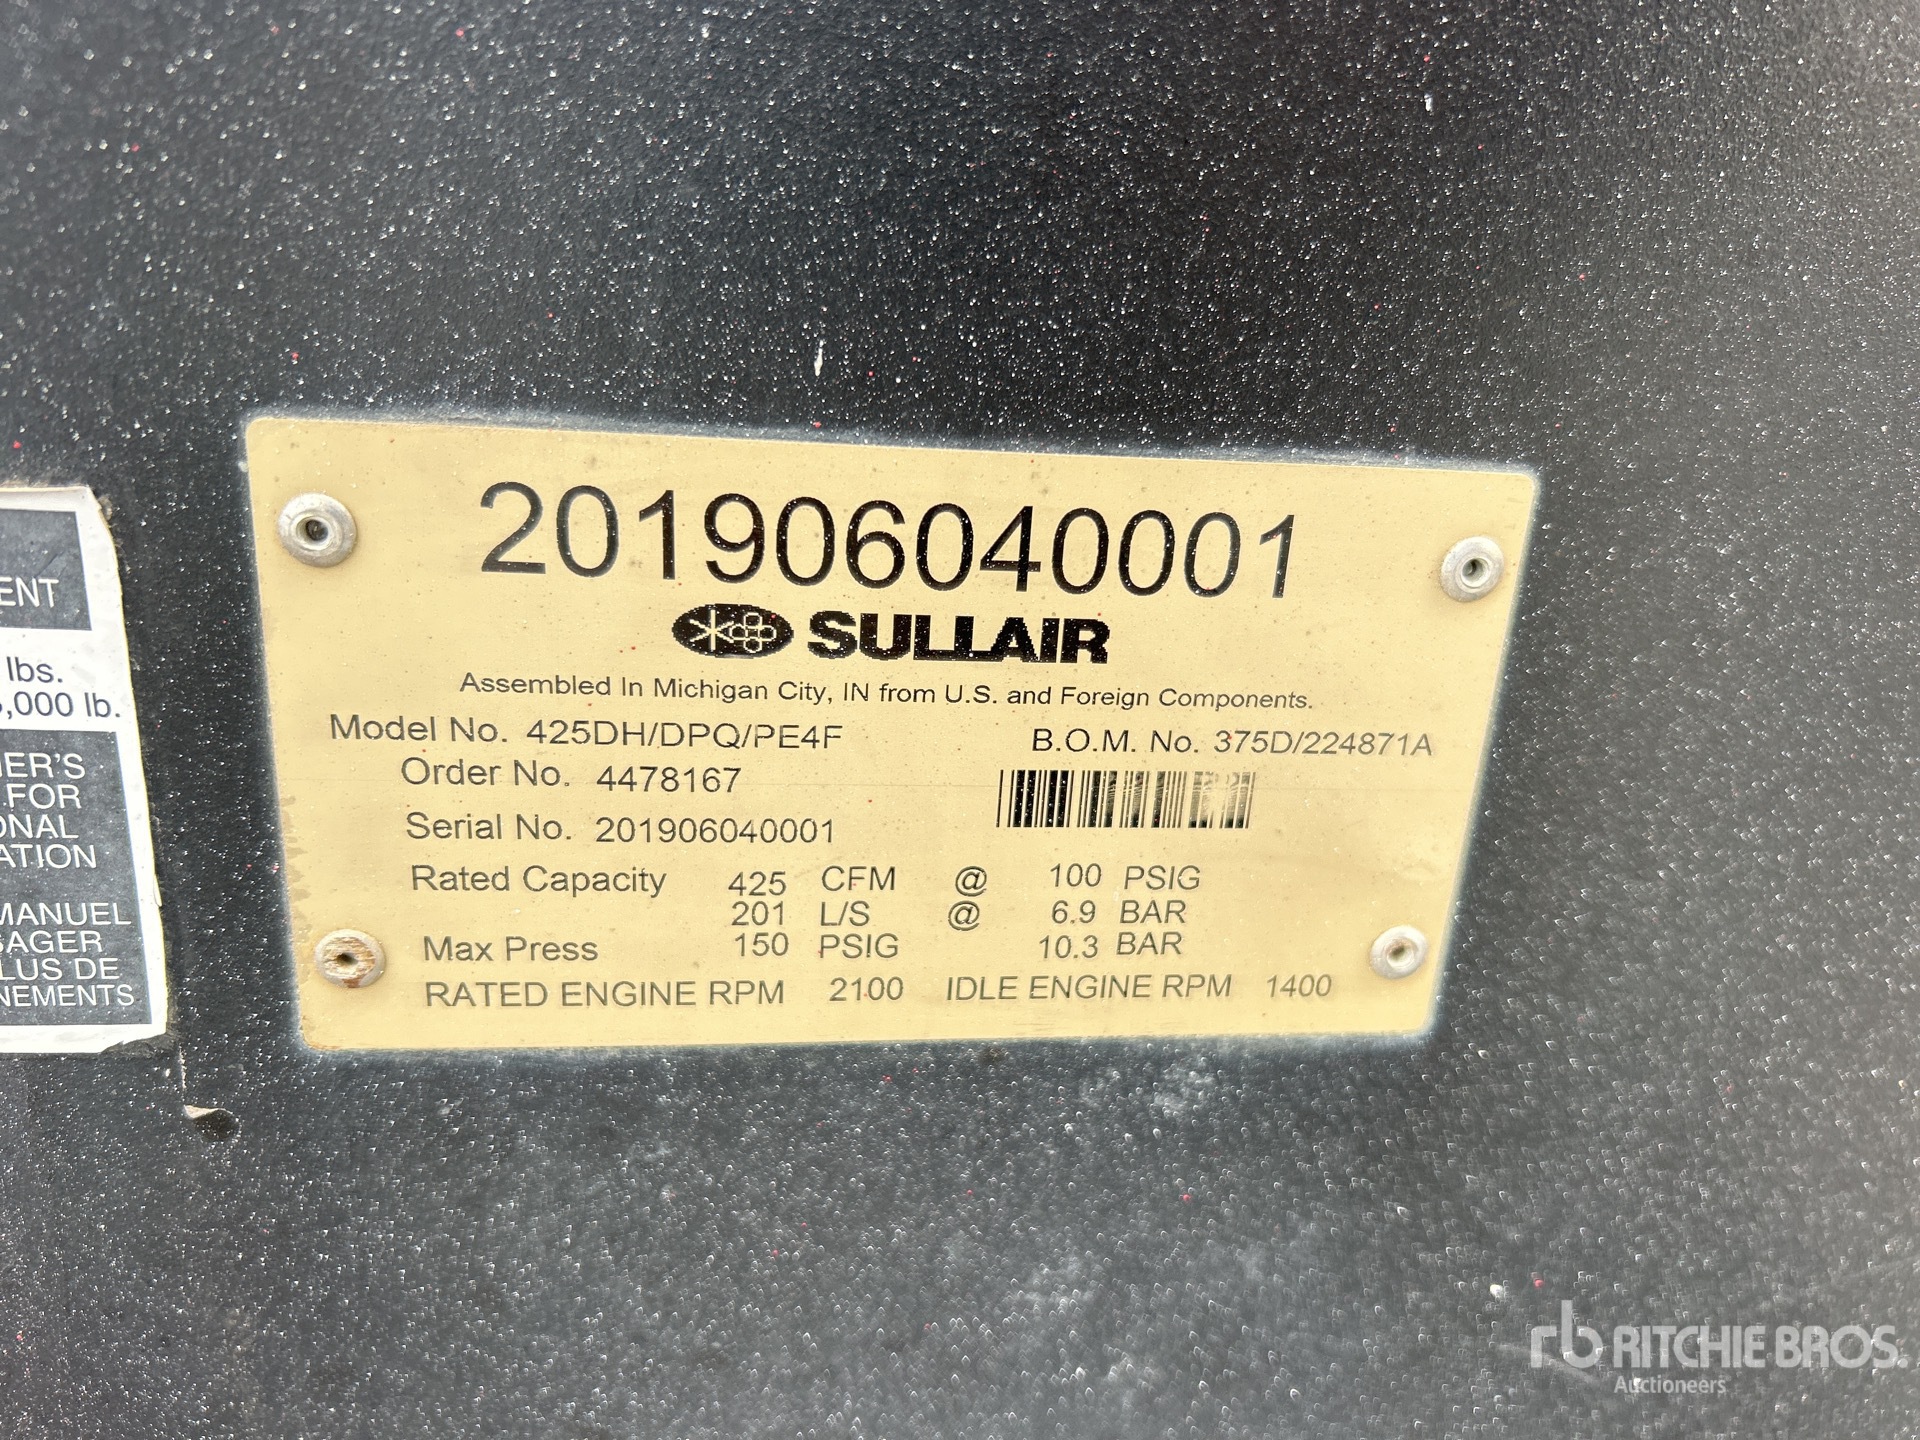 201906040001
SULLAIR
Assembled In Michigan City, IN from U.S. and Foreign Components.
Model No. 425DH/DPQ/PE4F B.O.M. No. 375D/224871A
Order No. 4478167
Serial No. 201906040001
Rated Capacity 425 CFM @ 100 PSIG
201 L/S @ 6.9 BAR
Max Press 150 PSIG 10.3 BAR
RATED ENGINE RPM 2100 IDLE ENGINE RPM 1400
ENT
lbs.
,000 lb.
ER'S
FOR
ONAL
ATION
MANUEL
SAGER
LUS DE
NEMENTS
rb RITCHIE BROS.
Auctioneers